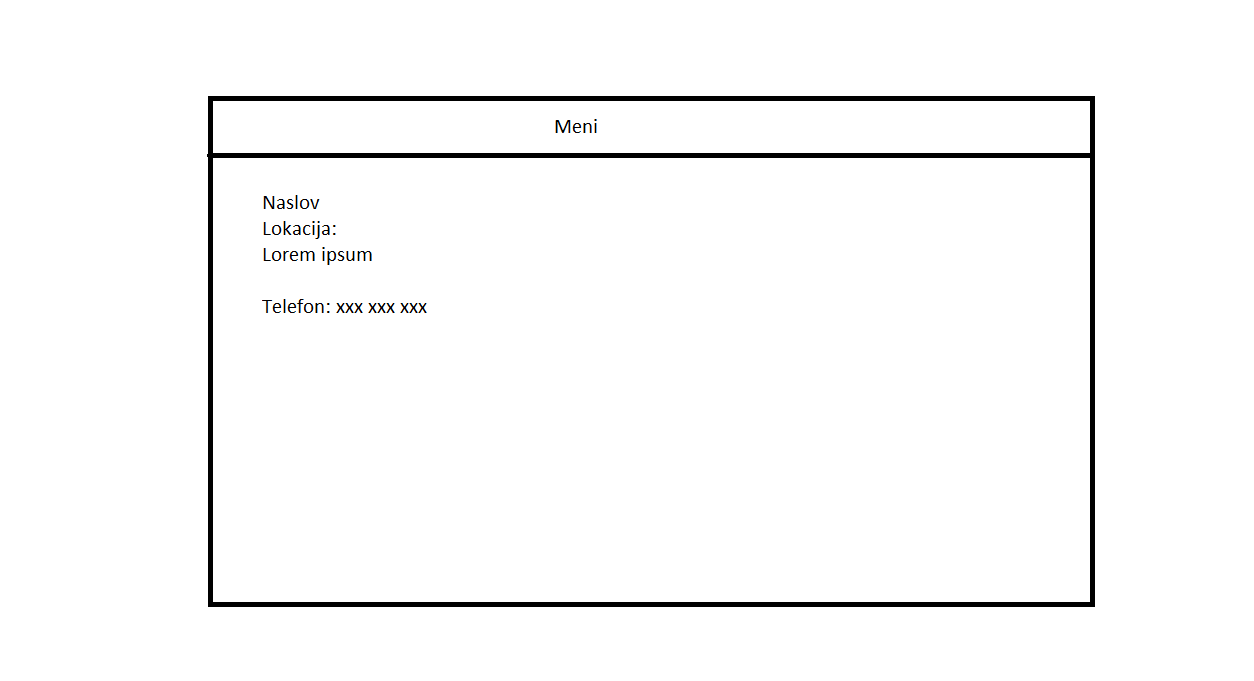 Meni
Naslov
Lokacija:
Lorem ipsum
Telefon: xxx xxx xxx